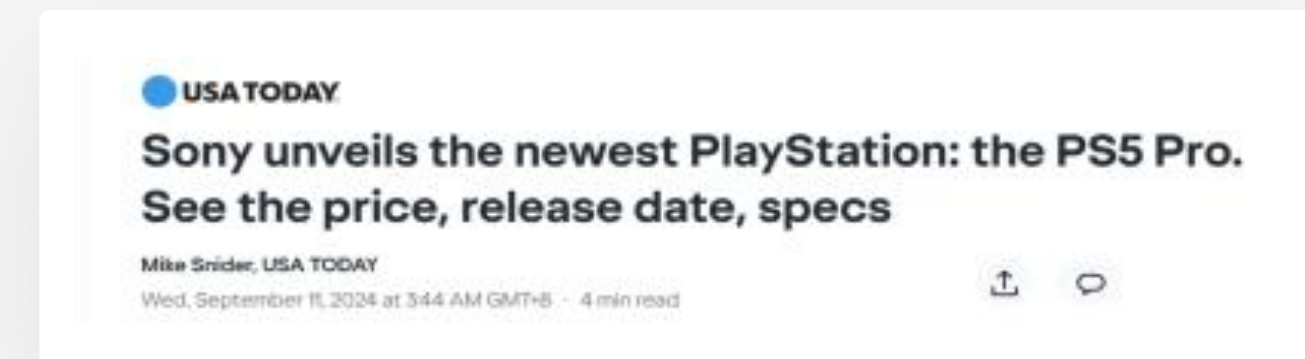 USA TODAY
Sony unveils the newest PlayStation: the PS5 Pro.
See the price, release date, specs
Mike Snider, USA TODAY
Wed, September 11, 2024 at 3:44 AM GMT+8 · 4 min read